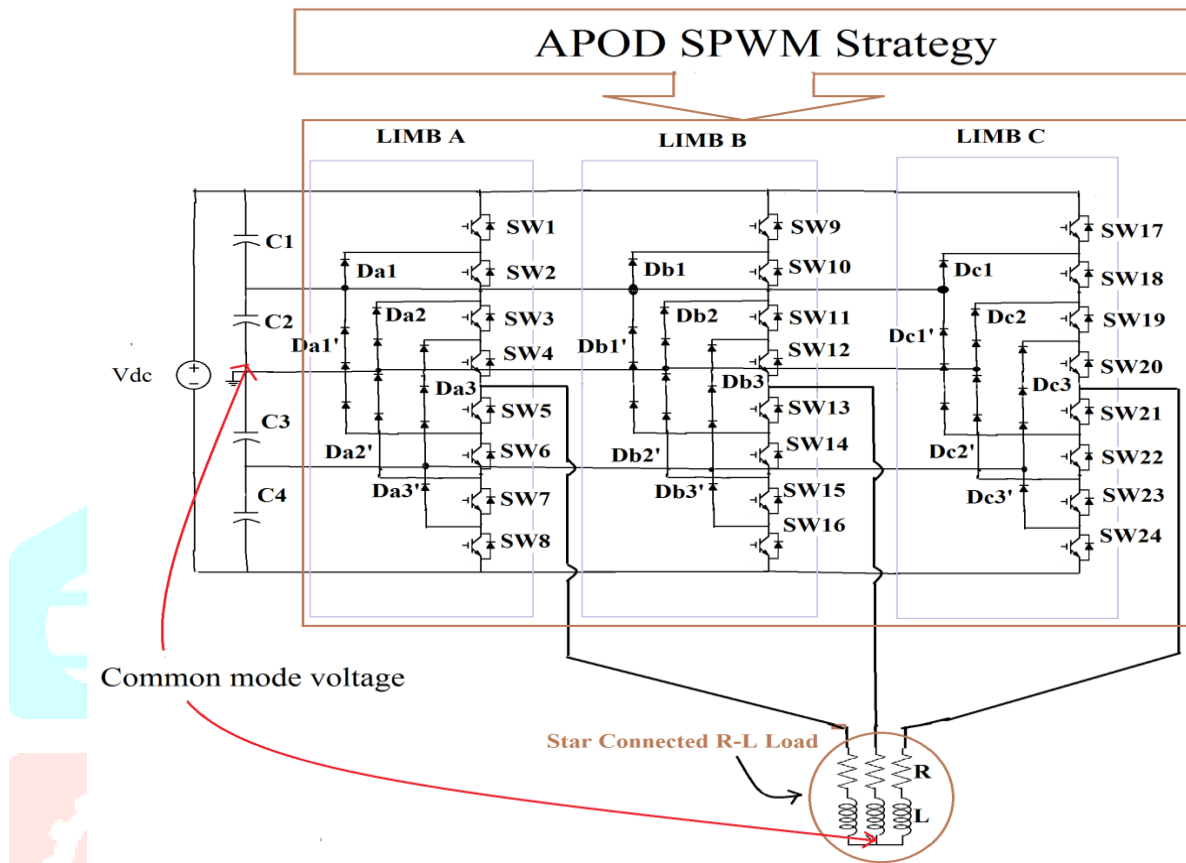 APOD SPWM Strategy
LIMB A
LIMB B
LIMB C
C1
C2
C3
C4
Vdc
Da1
Da2
Da1'
Da3
Da2'
Da3'
SW1
SW2
SW3
SW4
SW5
SW6
SW7
SW8
Db1
Db2
Db1'
Db3
Db2'
Db3'
SW9
SW10
SW11
SW12
SW13
SW14
SW15
SW16
Dc1
Dc2
Dc1'
Dc3
Dc2'
Dc3'
SW17
SW18
SW19
SW20
SW21
SW22
SW23
SW24
Common mode voltage
Star Connected R-L Load
R
L